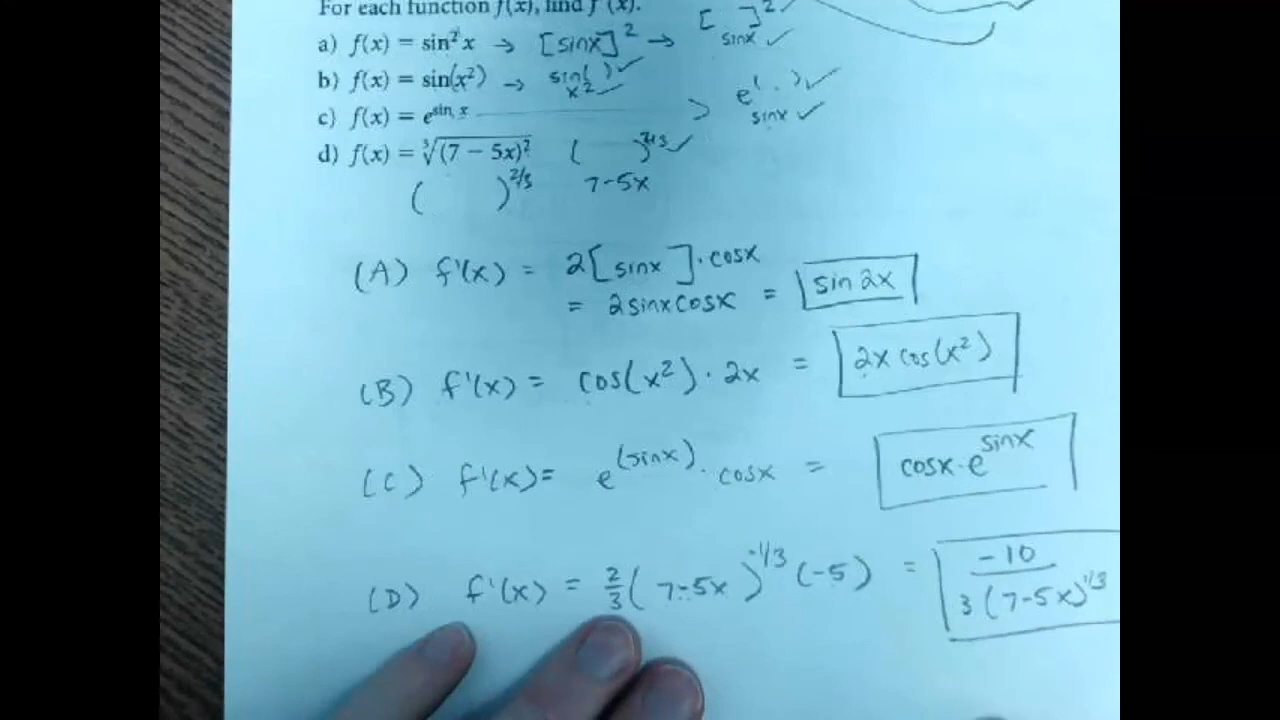 For each function f(x), find f'(x).
a) f(x) = sin² x → [sinx]² → [ ]² ✓
sinx ✓
b) f(x) = sin(x²) → sin( ) ✓
x² ✓
c) f(x) = e^(sin x) > e^( ) ✓
sinx ✓
d) f(x) = ∛(7 − 5x)² ( )^(2/3) ✓
( )^(2/3) 7-5x
(A) f'(x) = 2[sinx]·cosx
= 2sinxcosx = sin2x
(B) f'(x) = cos(x²)·2x = 2x cos(x²)
(C) f'(x) = e^(sinx)·cosx = cosx·e^(sinx)
(D) f'(x) = 2/3 (7-5x)^(-1/3) (-5) = -10 / 3(7-5x)^(1/3)